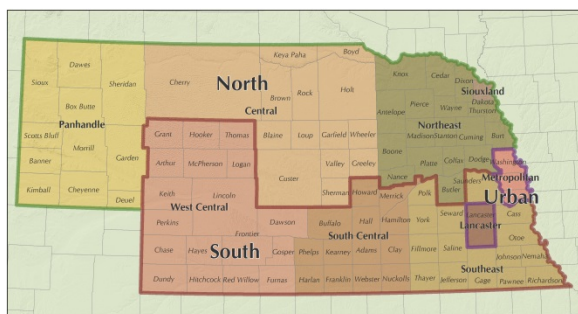 Keya Paha
Boyd
Dawes
Sioux
Sheridan
Cherry
North
Central
Brown
Rock
Holt
Knox
Cedar
Dixon
Siouxland
Dakota
Thurston
Box Butte
Panhandle
Antelope
Pierce
Wayne
Northeast
Scotts Bluff
Morrill
Garden
Grant
Hooker
Thomas
Blaine
Loup
Garfield
Wheeler
Boone
Madison
Stanton
Cuming
Burt
Banner
Arthur
McPherson
Logan
Valley
Greeley
Platte
Colfax
Dodge
Washington
Kimball
Cheyenne
Deuel
Custer
Nance
Metropolitan
Keith
Lincoln
Sherman
Howard
Merrick
Polk
Butler
Saunders
Urban
West Central
Perkins
Frontier
Dawson
Buffalo
Hall
Hamilton
York
Seward
Lancaster
Cass
Lancaster
South
South Central
Otoe
Chase
Hayes
Gosper
Phelps
Kearney
Adams
Clay
Fillmore
Saline
Johnson
Nemaha
Southeast
Dundy
Hitchcock
Red Willow
Furnas
Harlan
Franklin
Webster
Nuckolls
Thayer
Jefferson
Gage
Pawnee
Richardson